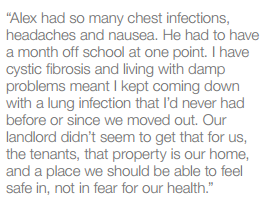 “Alex had so many chest infections,
headaches and nausea. He had to have
a month off school at one point. I have
cystic fibrosis and living with damp
problems meant I kept coming down
with a lung infection that I’d never had
before or since we moved out. Our
landlord didn’t seem to get that for us,
the tenants, that property is our home,
and a place we should be able to feel
safe in, not in fear for our health.”